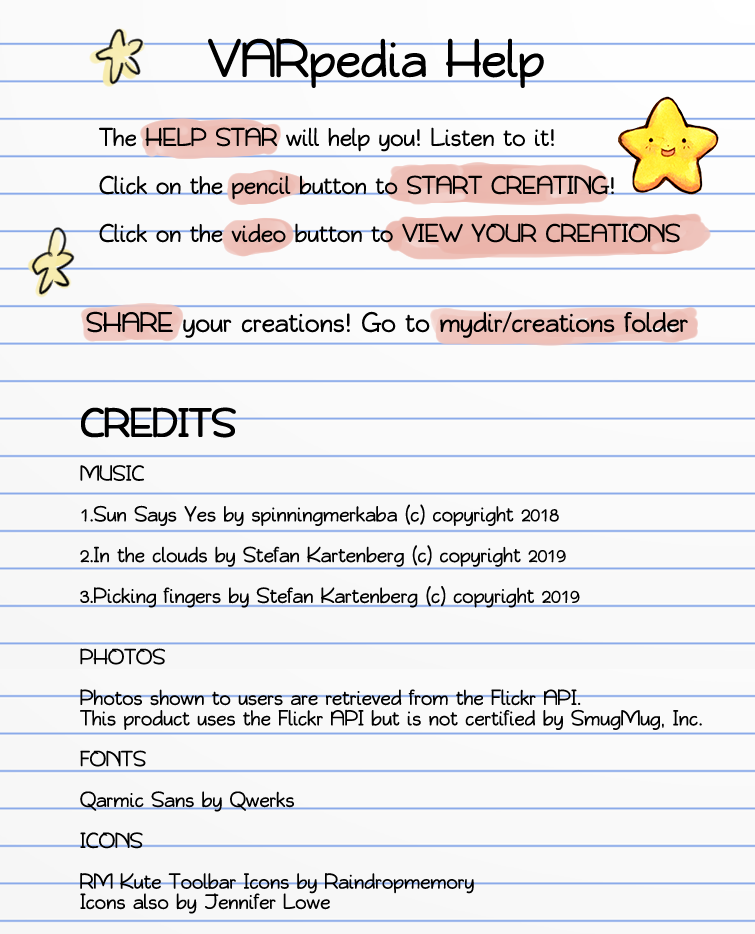 VARpedia Help
The HELP STAR will help you! Listen to it!
Click on the pencil button to START CREATING!
Click on the video button to VIEW YOUR CREATIONS
SHARE your creations! Go to mydir/creations folder
CREDITS
MUSIC
1.Sun Says Yes by spinningmerkaba (c) copyright 2018
2.In the clouds by Stefan Kartenberg (c) copyright 2019
3.Picking fingers by Stefan Kartenberg (c) copyright 2019
PHOTOS
Photos shown to users are retrieved from the Flickr API.
This product uses the Flickr API but is not certified by SmugMug, Inc.
FONTS
Qarmic Sans by Qwerks
ICONS
RM Kute Toolbar Icons by Raindropmemory
Icons also by Jennifer Lowe